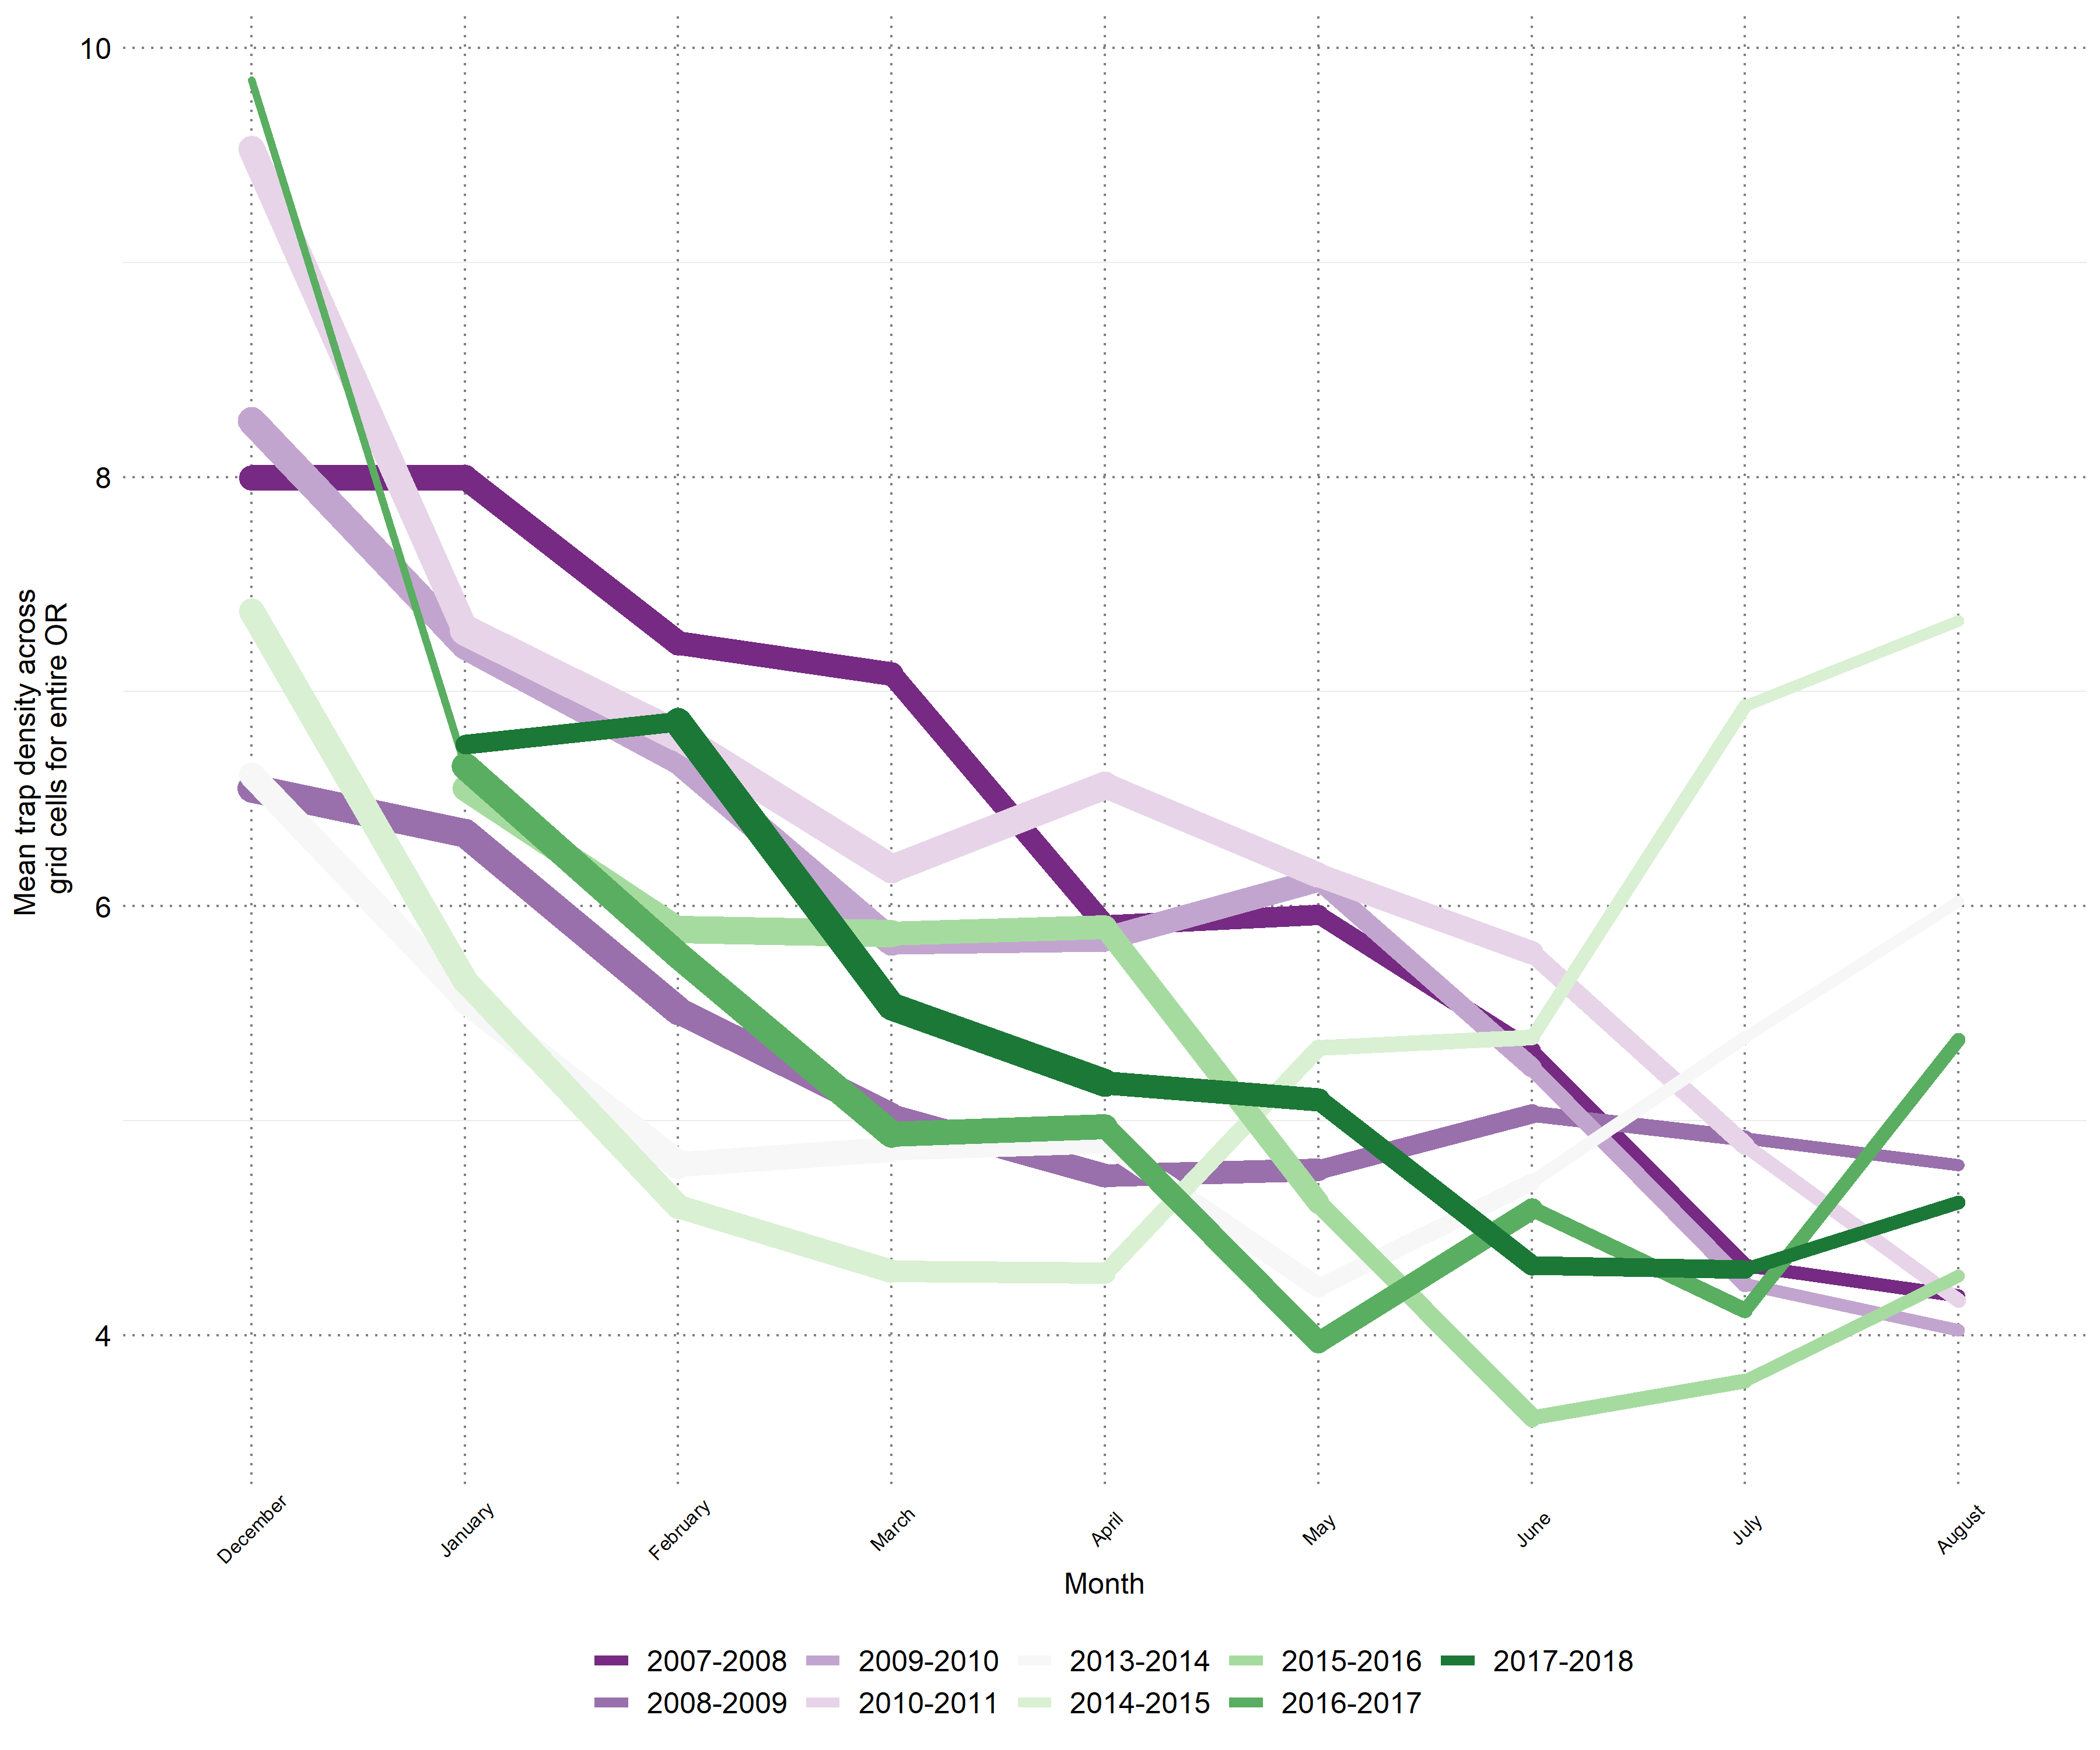 10
8
6
4
Mean trap density across
grid cells for entire OR
December
January
February
March
April
May
June
July
August
Month
2007-2008
2009-2010
2013-2014
2015-2016
2017-2018
2008-2009
2010-2011
2014-2015
2016-2017